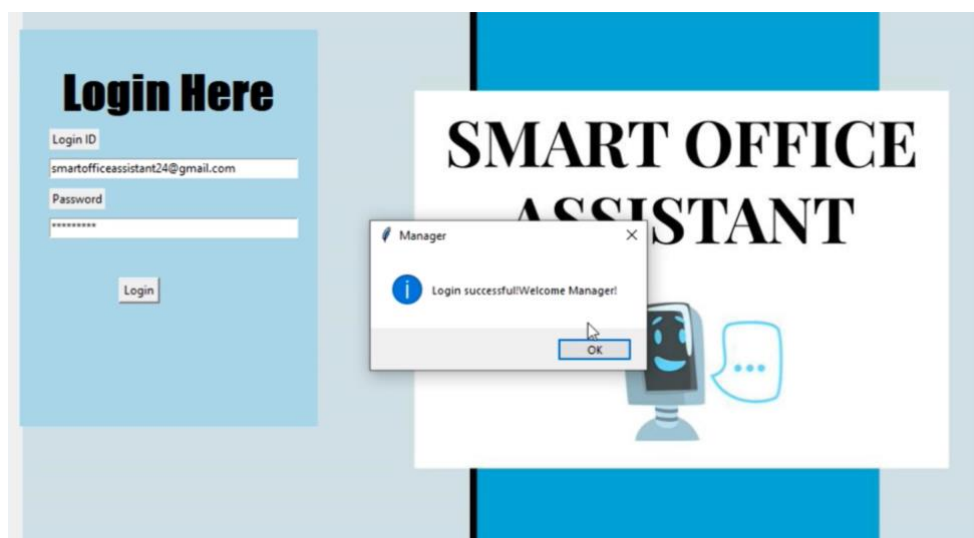 Login Here
Login ID
smartofficeassistant24@gmail.com
Password
*********
Login
SMART OFFICE
ASSISTANT
Manager
Login successful!Welcome Manager!
OK